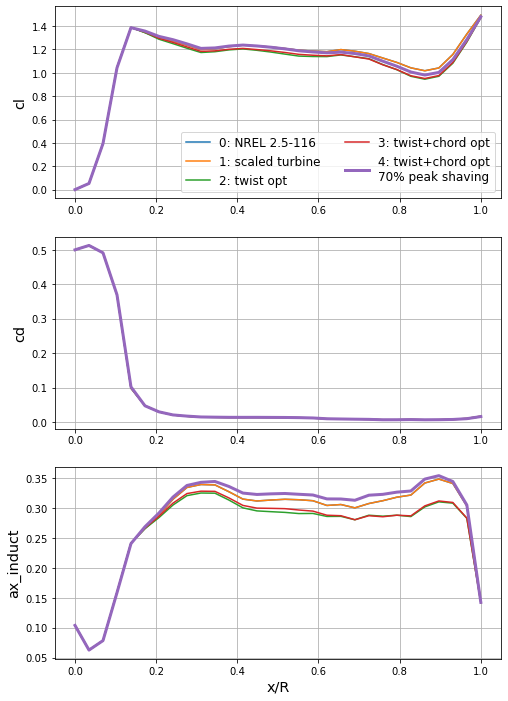 1.4
1.2
1.0
0.8
0.6
0.4
0.2
0.0
cl
0: NREL 2.5-116
1: scaled turbine
2: twist opt
3: twist+chord opt
4: twist+chord opt
70% peak shaving
0.0 0.2 0.4 0.6 0.8 1.0
0.5
0.4
0.3
0.2
0.1
0.0
cd
0.0 0.2 0.4 0.6 0.8 1.0
0.35
0.30
0.25
0.20
0.15
0.10
0.05
ax_induct
0.0 0.2 0.4 0.6 0.8 1.0
x/R